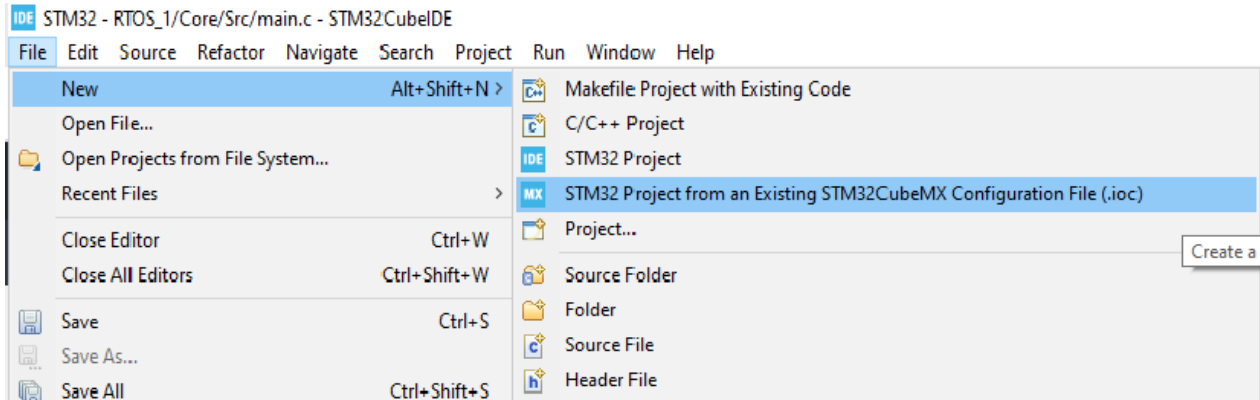 IDE STM32 - RTOS_1/Core/Src/main.c - STM32CubeIDE
File Edit Source Refactor Navigate Search Project Run Window Help
New Alt+Shift+N >
Open File...
Open Projects from File System...
Recent Files >
Close Editor Ctrl+W
Close All Editors Ctrl+Shift+W
Save Ctrl+S
Save As...
Save All Ctrl+Shift+S
Makefile Project with Existing Code
C/C++ Project
IDE STM32 Project
MX STM32 Project from an Existing STM32CubeMX Configuration File (.ioc)
Project...
Create a
Source Folder
Folder
Source File
Header File